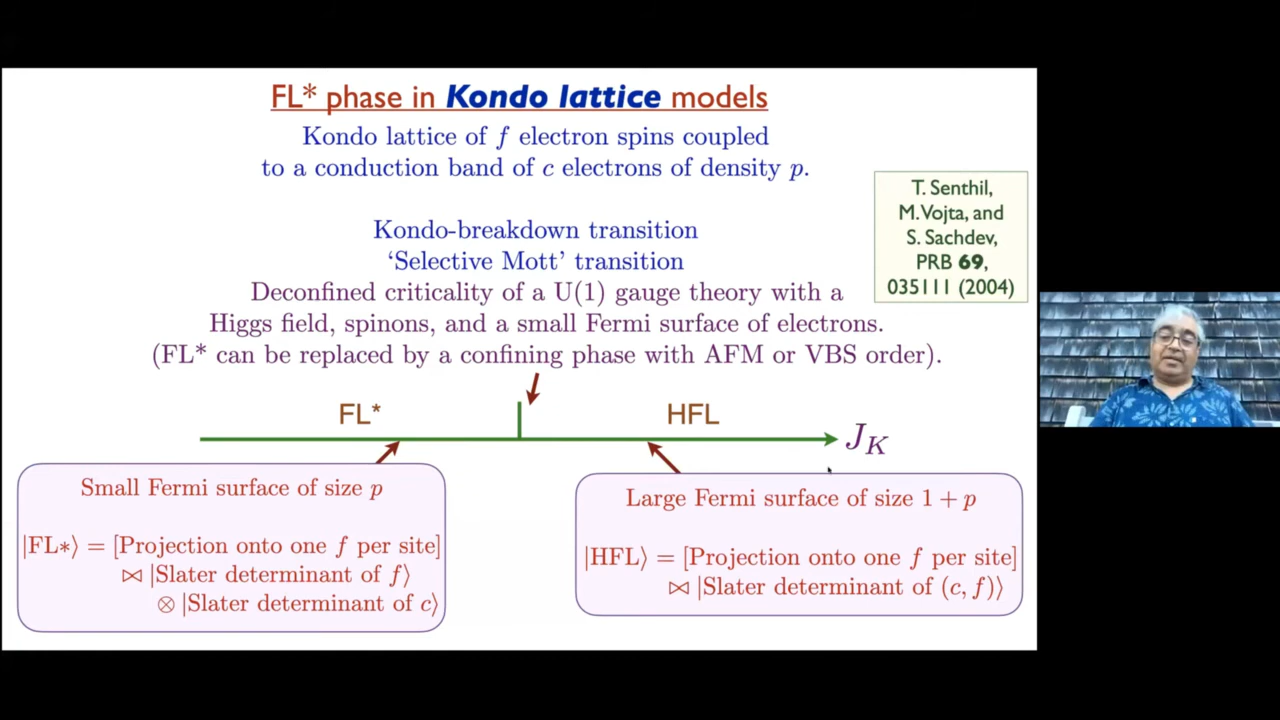 FL* phase in Kondo lattice models
Kondo lattice of f electron spins coupled
to a conduction band of c electrons of density p.
T. Senthil,
M. Vojta, and
S. Sachdev,
PRB 69,
035111 (2004)
Kondo-breakdown transition
‘Selective Mott’ transition
Deconfined criticality of a U(1) gauge theory with a
Higgs field, spinons, and a small Fermi surface of electrons.
(FL* can be replaced by a confining phase with AFM or VBS order).
FL*
HFL
J_K
Small Fermi surface of size p
|FL∗⟩ = [Projection onto one f per site]
⋈ |Slater determinant of f⟩
⊗ |Slater determinant of c⟩
Large Fermi surface of size 1 + p
|HFL⟩ = [Projection onto one f per site]
⋈ |Slater determinant of (c, f)⟩